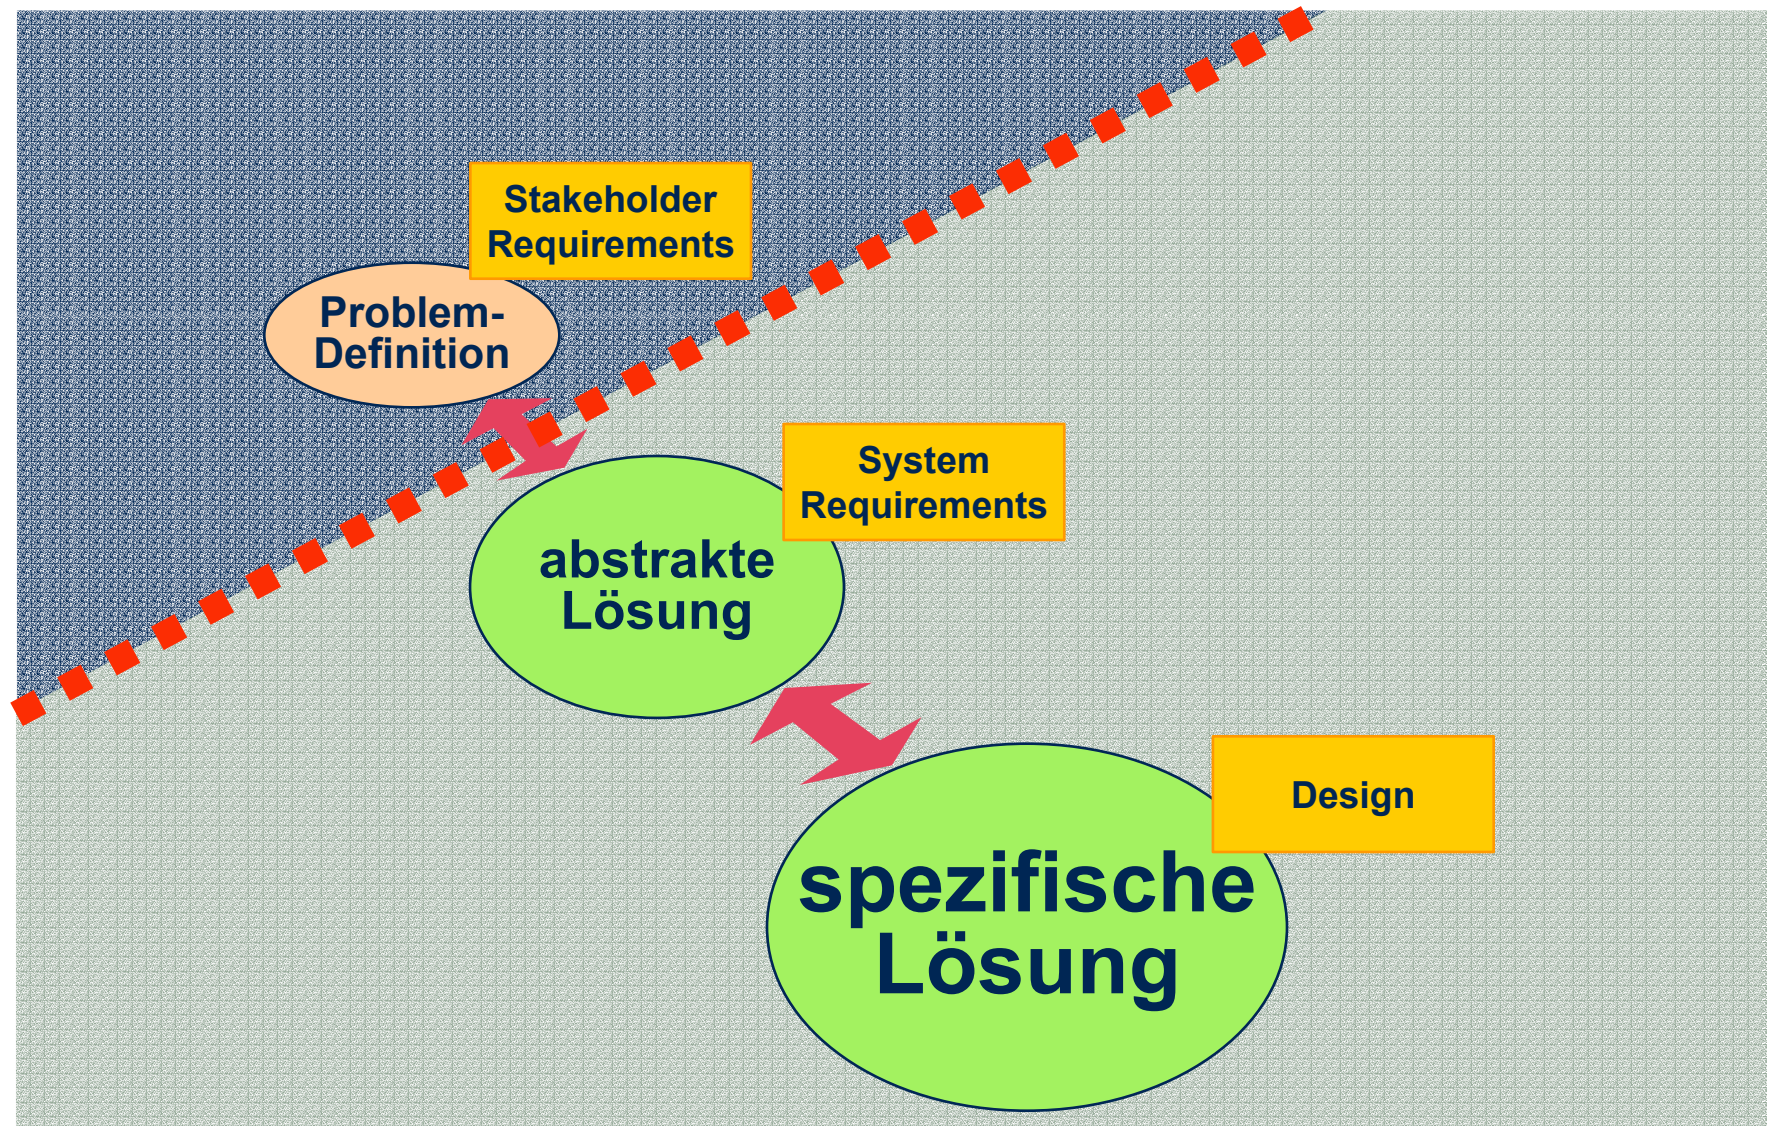 Stakeholder
Requirements
Problem-
Definition
System
Requirements
abstrakte
Lösung
Design
spezifische
Lösung